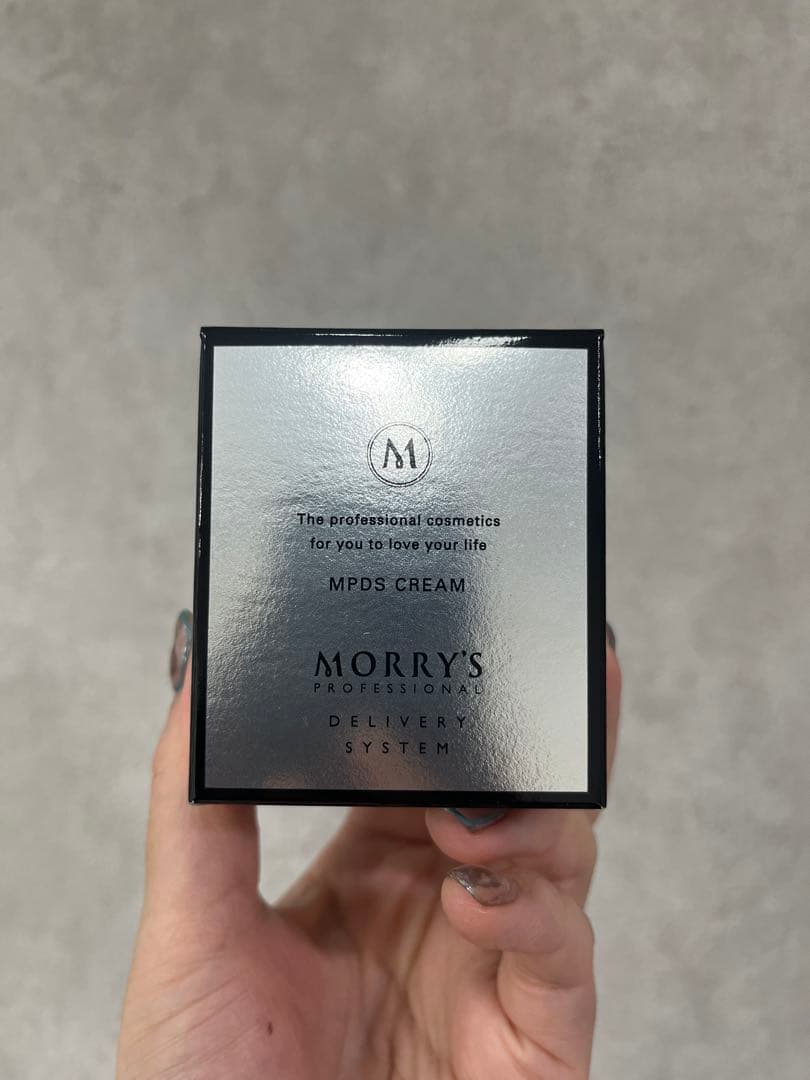 M
The professional cosmetics
for you to love your life
MPDS CREAM
MORRY'S
PROFESSIONAL
DELIVERY
SYSTEM